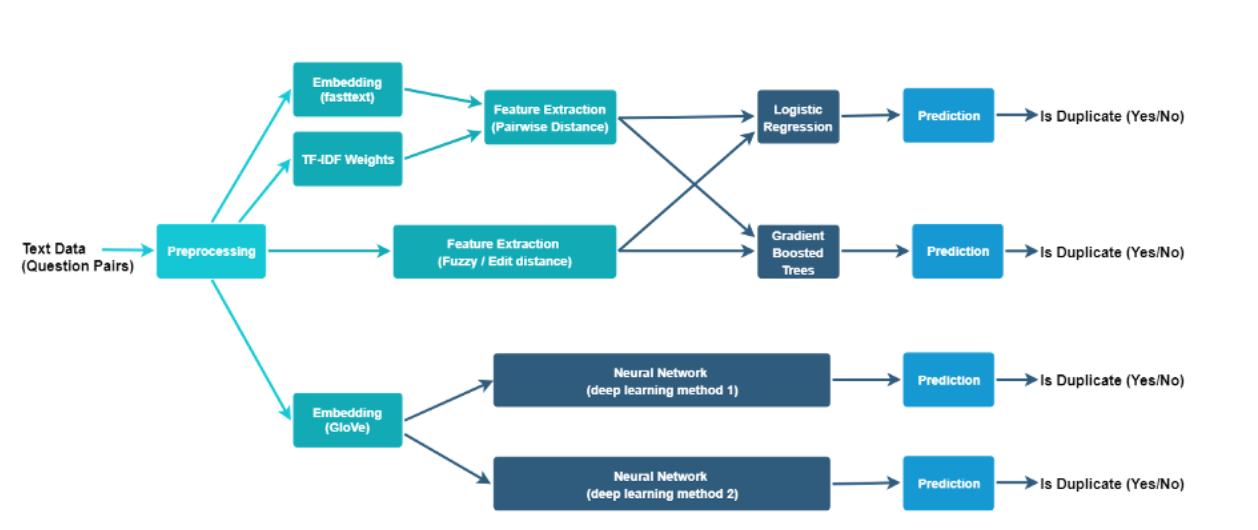 Embedding
(fasttext)
TF-IDF Weights
Feature Extraction
(Pairwise Distance)
Logistic
Regression
Prediction
Is Duplicate (Yes/No)
Text Data
(Question Pairs)
Preprocessing
Feature Extraction
(Fuzzy / Edit distance)
Gradient
Boosted
Trees
Prediction
Is Duplicate (Yes/No)
Embedding
(GloVe)
Neural Network
(deep learning method 1)
Prediction
Is Duplicate (Yes/No)
Neural Network
(deep learning method 2)
Prediction
Is Duplicate (Yes/No)